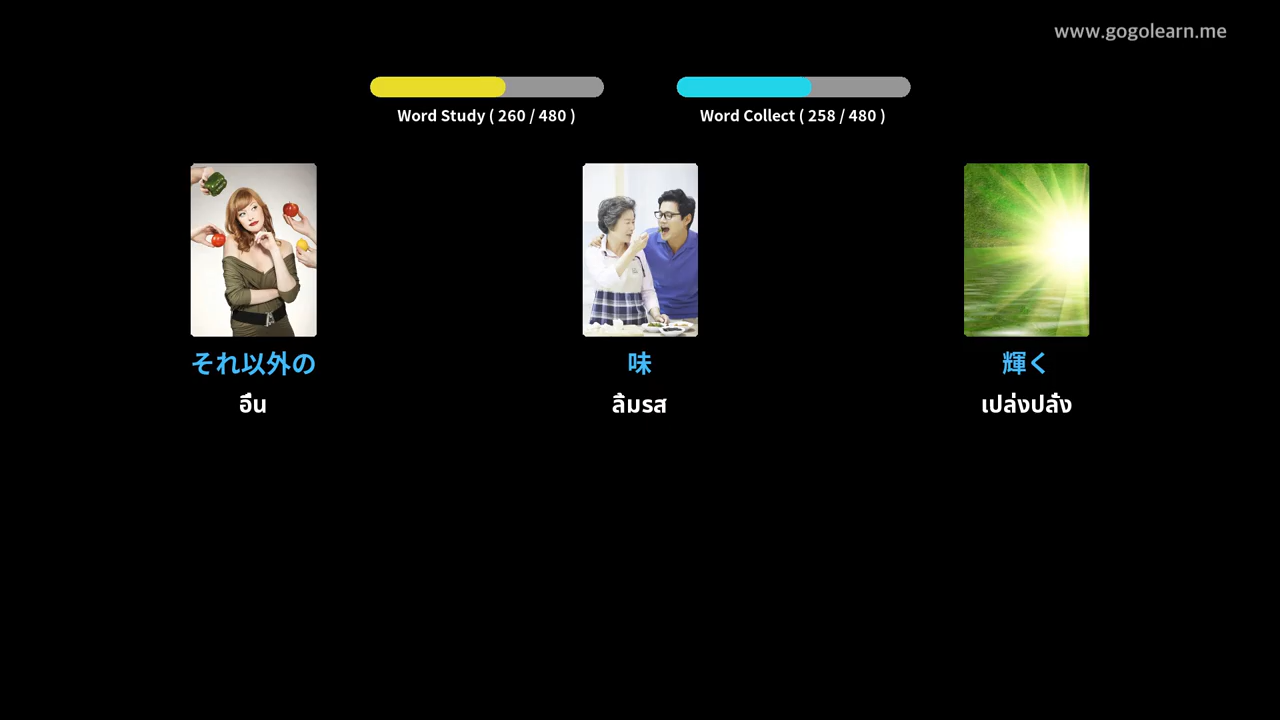 www.gogolearn.me
Word Study ( 260 / 480 )
Word Collect ( 258 / 480 )
それ以外の
味
輝く
อื่น
ลิ้มรส
เปล่งปลั่ง